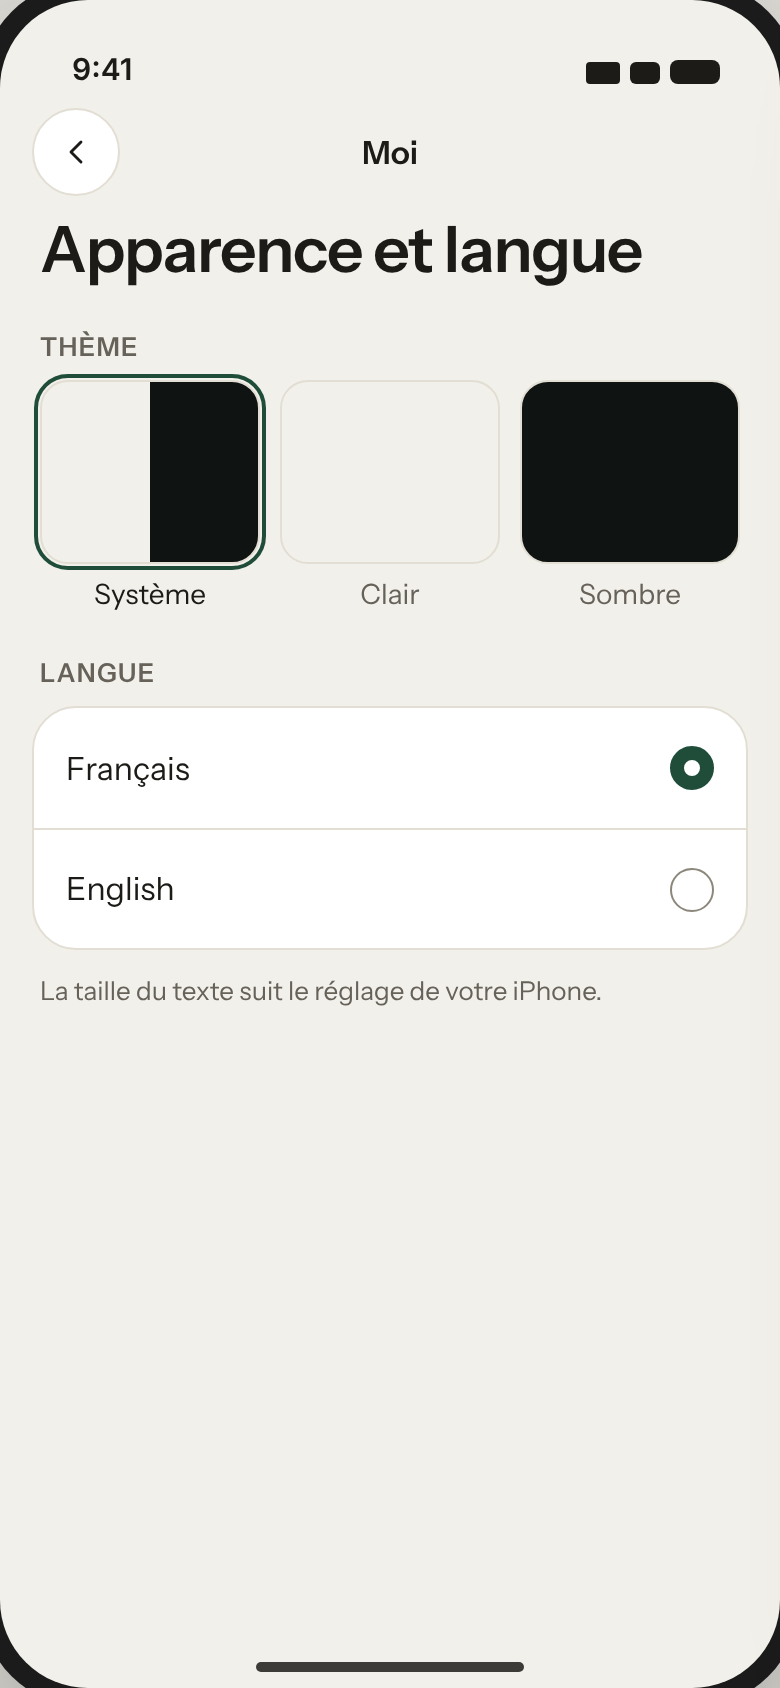 9:41
Moi
Apparence et langue
THÈME
Système
Clair
Sombre
LANGUE
Français
English
La taille du texte suit le réglage de votre iPhone.